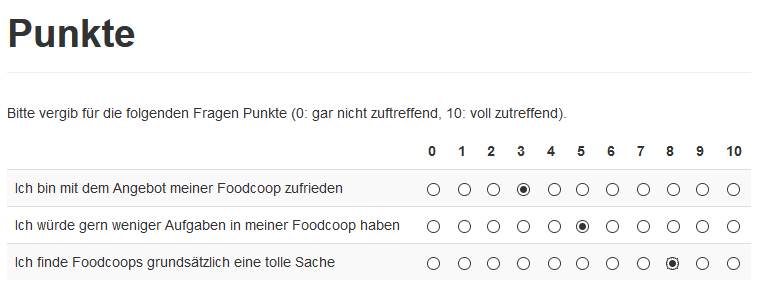 Punkte
Bitte vergib für die folgenden Fragen Punkte (0: gar nicht zuftreffend, 10: voll zutreffend).
0 1 2 3 4 5 6 7 8 9 10
Ich bin mit dem Angebot meiner Foodcoop zufrieden
Ich würde gern weniger Aufgaben in meiner Foodcoop haben
Ich finde Foodcoops grundsätzlich eine tolle Sache